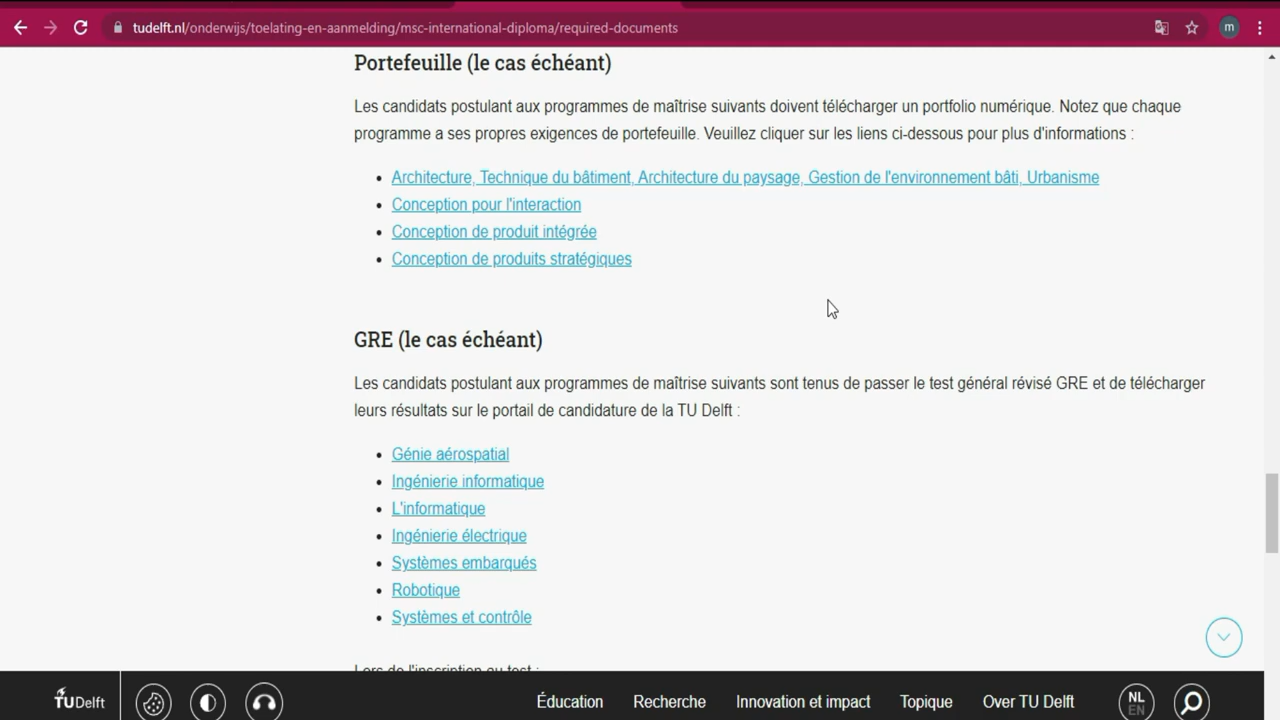 tudelft.nl/onderwijs/toelating-en-aanmelding/msc-international-diploma/required-documents
m
Portefeuille (le cas échéant)
Les candidats postulant aux programmes de maîtrise suivants doivent télécharger un portfolio numérique. Notez que chaque
programme a ses propres exigences de portefeuille. Veuillez cliquer sur les liens ci-dessous pour plus d'informations :
Architecture, Technique du bâtiment, Architecture du paysage, Gestion de l'environnement bâti, Urbanisme
Conception pour l'interaction
Conception de produit intégrée
Conception de produits stratégiques
GRE (le cas échéant)
Les candidats postulant aux programmes de maîtrise suivants sont tenus de passer le test général révisé GRE et de télécharger
leurs résultats sur le portail de candidature de la TU Delft :
Génie aérospatial
Ingénierie informatique
L'informatique
Ingénierie électrique
Systèmes embarqués
Robotique
Systèmes et contrôle
Lors de l'inscription au test :
TUDelft
Éducation
Recherche
Innovation et impact
Topique
Over TU Delft
NL
EN